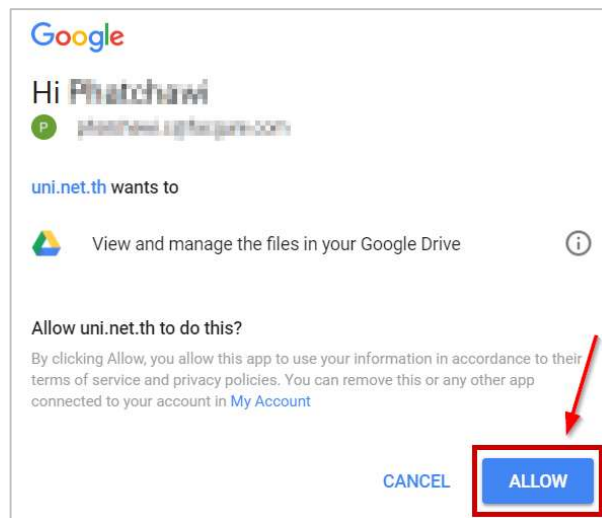 Google
Hi
P
uni.net.th wants to
View and manage the files in your Google Drive
Allow uni.net.th to do this?
By clicking Allow, you allow this app to use your information in accordance to their
terms of service and privacy policies. You can remove this or any other app
connected to your account in My Account
CANCEL
ALLOW